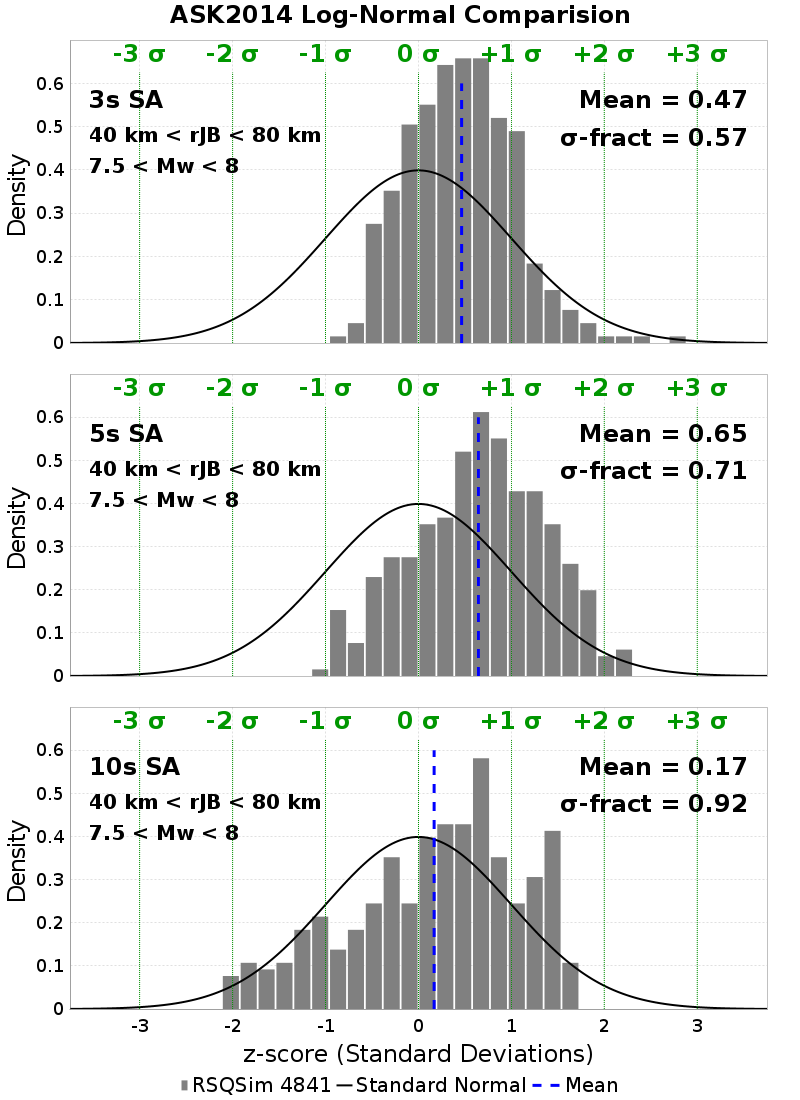 ASK2014 Log-Normal Comparision
-3 σ -2 σ -1 σ 0 σ +1 σ +2 σ +3 σ
3s SA
Mean = 0.47
40 km < rJB < 80 km
σ-fract = 0.57
7.5 < Mw < 8
Density
0.6
0.5
0.4
0.3
0.2
0.1
0
-3 σ -2 σ -1 σ 0 σ +1 σ +2 σ +3 σ
5s SA
Mean = 0.65
40 km < rJB < 80 km
σ-fract = 0.71
7.5 < Mw < 8
Density
0.6
0.5
0.4
0.3
0.2
0.1
0
-3 σ -2 σ -1 σ 0 σ +1 σ +2 σ +3 σ
10s SA
Mean = 0.17
40 km < rJB < 80 km
σ-fract = 0.92
7.5 < Mw < 8
Density
0.6
0.5
0.4
0.3
0.2
0.1
0
-3 -2 -1 0 1 2 3
z-score (Standard Deviations)
RSQSim 4841 Standard Normal Mean